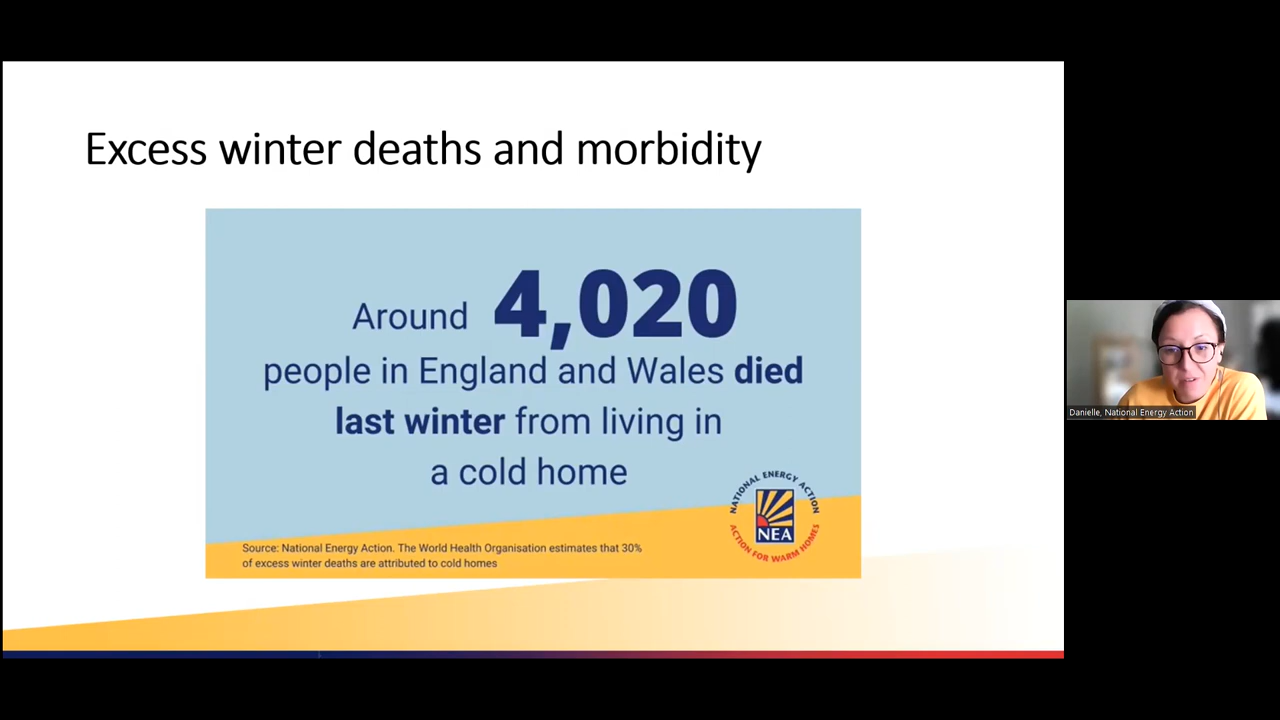 Excess winter deaths and morbidity
Around 4,020
people in England and Wales died
last winter from living in
a cold home
Source: National Energy Action. The World Health Organisation estimates that 30%
of excess winter deaths are attributed to cold homes
NATIONAL ENERGY ACTION
NEA
ACTION FOR WARM HOMES
Danielle, National Energy Action